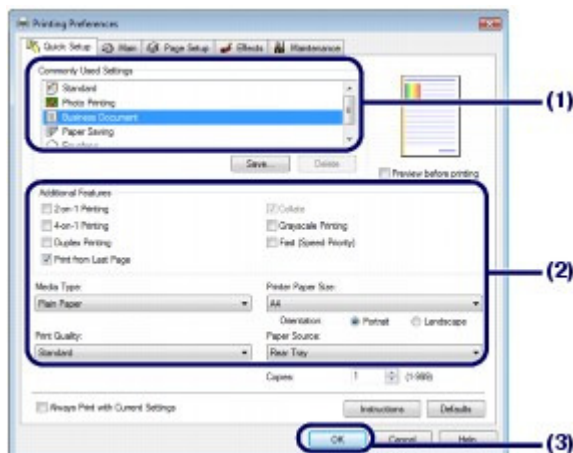 Printing Preferences
Quick Setup Main Page Setup Effects Maintenance
Commonly Used Settings
Standard
Photo Printing
Business Document
Paper Saving
(1)
Save... Delete
Preview before printing
Additional Features
2-on-1 Printing
Collate
4-on-1 Printing
Grayscale Printing
Duplex Printing
Fast (Speed Priority)
Print from Last Page
(2)
Media Type:
Printer Paper Size:
Plain Paper
A4
Orientation: Portrait Landscape
Print Quality:
Paper Source:
Standard
Rear Tray
Copies: 1 (1-999)
Always Print with Current Settings
Instructions Defaults
OK Cancel Help
(3)